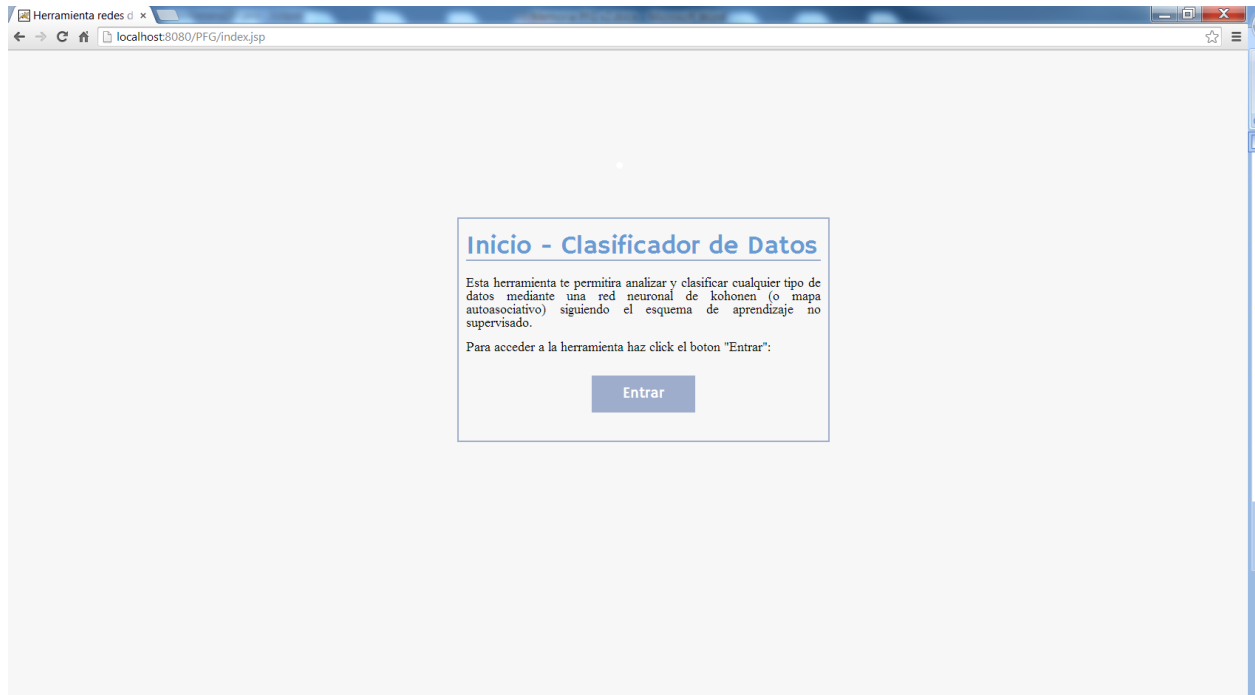 Herramienta redes d
localhost:8080/PFG/index.jsp
Inicio - Clasificador de Datos
Esta herramienta te permitira analizar y clasificar cualquier tipo de
datos mediante una red neuronal de kohonen (o mapa
autoasociativo) siguiendo el esquema de aprendizaje no
supervisado.
Para acceder a la herramienta haz click el boton "Entrar":
Entrar